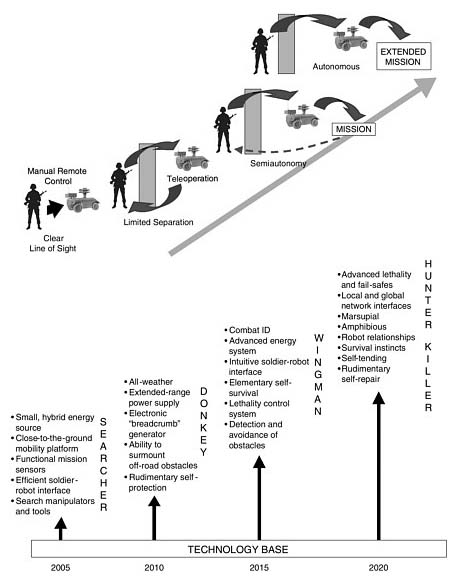 Autonomous
EXTENDED
MISSION
MISSION
Semiautonomy
Manual Remote
Control
Teleoperation
Limited Separation
Clear
Line of Sight
•Small, hybrid energy
source
•Close-to-the-ground
mobility platform
•Functional mission
sensors
•Efficient soldier-
robot interface
•Search manipulators
and tools
SEARCHER
•All-weather
•Extended-range
power supply
•Electronic
"breadcrumb"
generator
•Ability to
surmount
off-road obstacles
•Rudimentary self-
protection
DONKEY
•Combat ID
•Advanced energy
system
•Intuitive soldier-robot
interface
•Elementary self-
survival
•Lethality control
system
•Detection and
avoidance of
obstacles
WINGMAN
•Advanced lethality
and fail-safes
•Local and global
network interfaces
•Marsupial
•Amphibious
•Robot relationships
•Survival instincts
•Self-tending
•Rudimentary
self-repair
HUNTER KILLER
TECHNOLOGY BASE
2005 2010 2015 2020